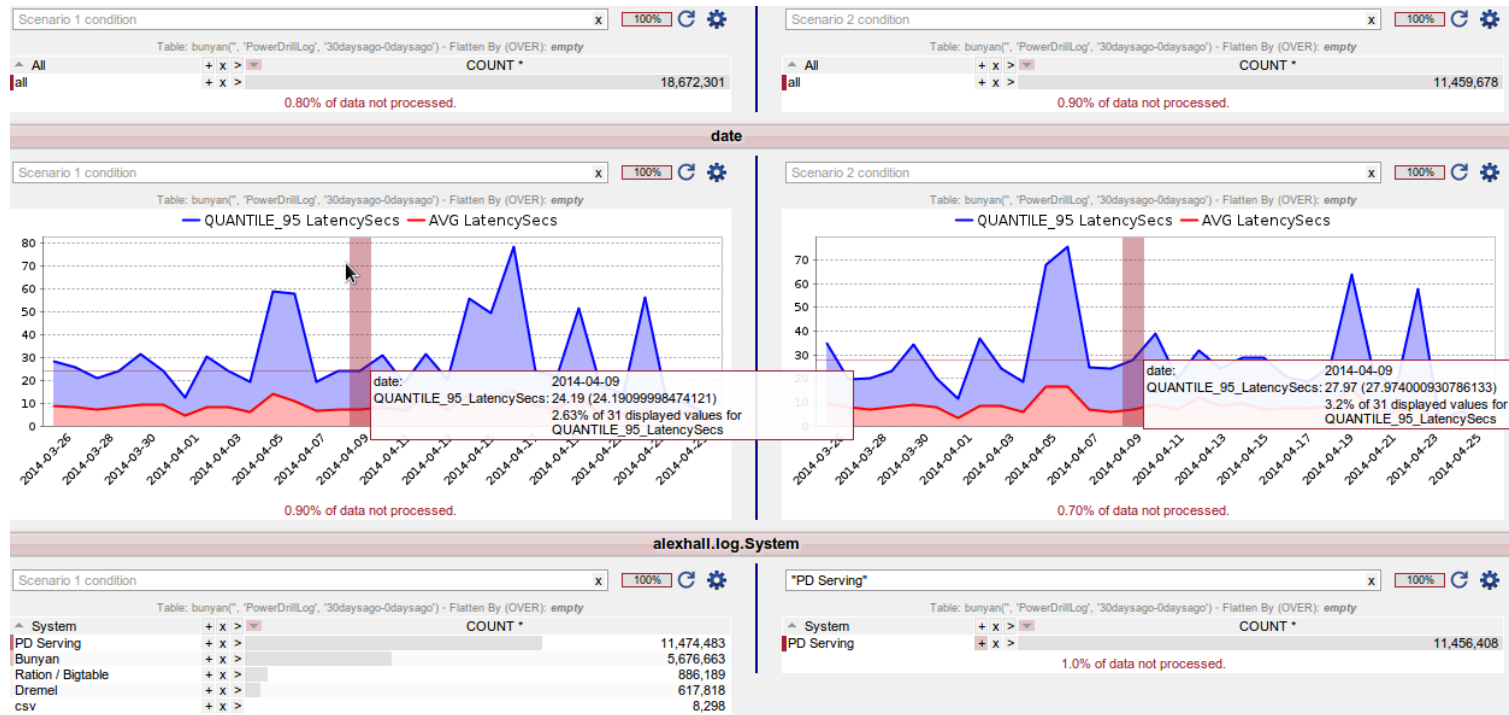 Scenario 1 condition x 100%
Scenario 2 condition x 100%
Table: bunyan('', 'PowerDrillLog', '30daysago-0daysago') - Flatten By (OVER): empty
Table: bunyan('', 'PowerDrillLog', '30daysago-0daysago') - Flatten By (OVER): empty
All + x > COUNT *
All + x > COUNT *
all + x > 18,672,301
all + x > 11,459,678
0.80% of data not processed.
0.90% of data not processed.
date
Scenario 1 condition x 100%
Scenario 2 condition x 100%
Table: bunyan('', 'PowerDrillLog', '30daysago-0daysago') - Flatten By (OVER): empty
Table: bunyan('', 'PowerDrillLog', '30daysago-0daysago') - Flatten By (OVER): empty
QUANTILE_95 LatencySecs AVG LatencySecs
80
70
60
50
40
30
20
10
0
date: 2014-04-09
QUANTILE_95_LatencySecs: 24.19 (24.19099998474121)
2.63% of 31 displayed values for
QUANTILE_95_LatencySecs
2014-03-26
2014-03-28
2014-03-30
2014-04-01
2014-04-03
2014-04-05
2014-04-07
2014-04-09
0.90% of data not processed.
QUANTILE_95 LatencySecs AVG LatencySecs
70
60
50
40
30
20
10
0
date: 2014-04-09
QUANTILE_95_LatencySecs: 27.97 (27.974000930786133)
3.2% of 31 displayed values for
QUANTILE_95_LatencySecs
2014-03-28
2014-03-30
2014-04-01
2014-04-03
2014-04-05
2014-04-07
2014-04-09
2014-04-11
2014-04-13
2014-04-15
2014-04-17
2014-04-19
2014-04-21
2014-04-23
2014-04-25
0.70% of data not processed.
alexhall.log.System
Scenario 1 condition x 100%
"PD Serving" x 100%
Table: bunyan('', 'PowerDrillLog', '30daysago-0daysago') - Flatten By (OVER): empty
Table: bunyan('', 'PowerDrillLog', '30daysago-0daysago') - Flatten By (OVER): empty
System + x > COUNT *
System + x > COUNT *
PD Serving + x > 11,474,483
PD Serving + x > 11,456,408
Bunyan + x > 5,676,663
1.0% of data not processed.
Ration / Bigtable + x > 886,189
Dremel + x > 617,818
csv + x > 8,298